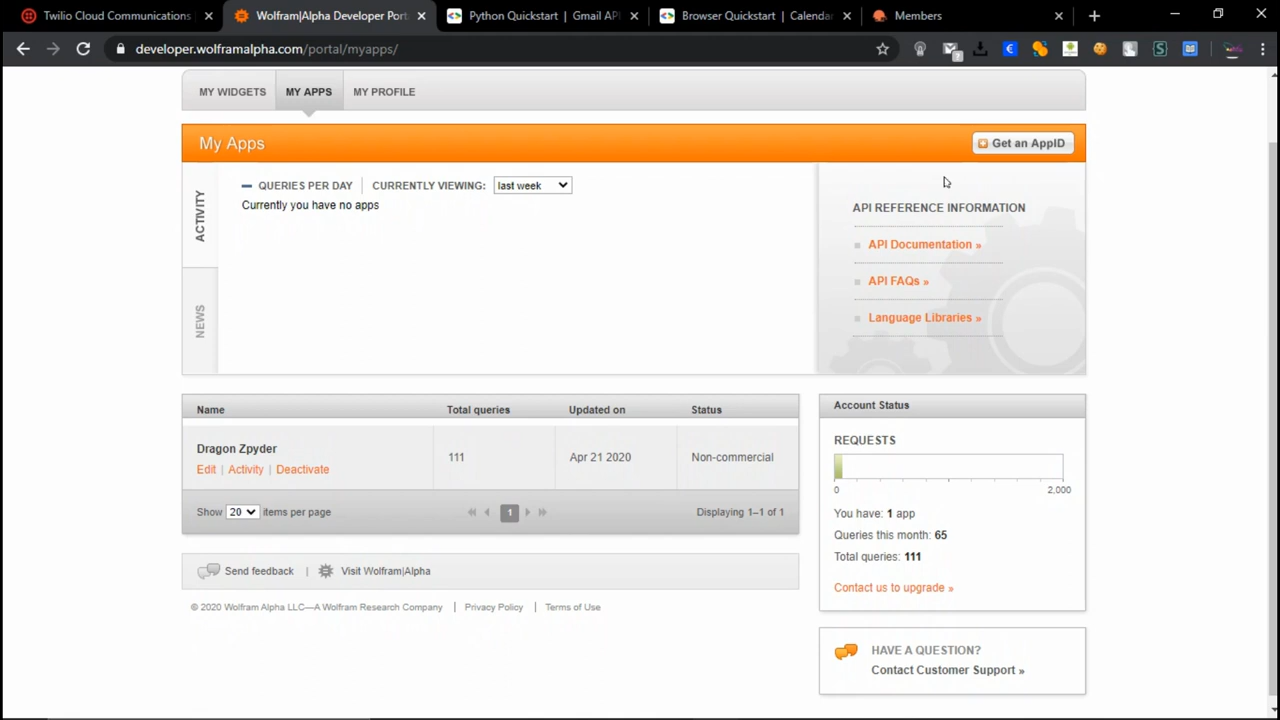 Twilio Cloud Communications
Wolfram|Alpha Developer Port
Python Quickstart | Gmail API
Browser Quickstart | Calenda
Members
developer.wolframalpha.com/portal/myapps/
MY WIDGETS
MY APPS
MY PROFILE
My Apps
Get an AppID
ACTIVITY
NEWS
QUERIES PER DAY
CURRENTLY VIEWING: last week
Currently you have no apps
API REFERENCE INFORMATION
API Documentation »
API FAQs »
Language Libraries »
Name Total queries Updated on Status
Dragon Zpyder 111 Apr 21 2020 Non-commercial
Edit | Activity | Deactivate
Show 20 items per page 1 Displaying 1–1 of 1
Account Status
REQUESTS
0 2,000
You have: 1 app
Queries this month: 65
Total queries: 111
Contact us to upgrade »
Send feedback | Visit Wolfram|Alpha
© 2020 Wolfram Alpha LLC—A Wolfram Research Company | Privacy Policy | Terms of Use
HAVE A QUESTION?
Contact Customer Support »